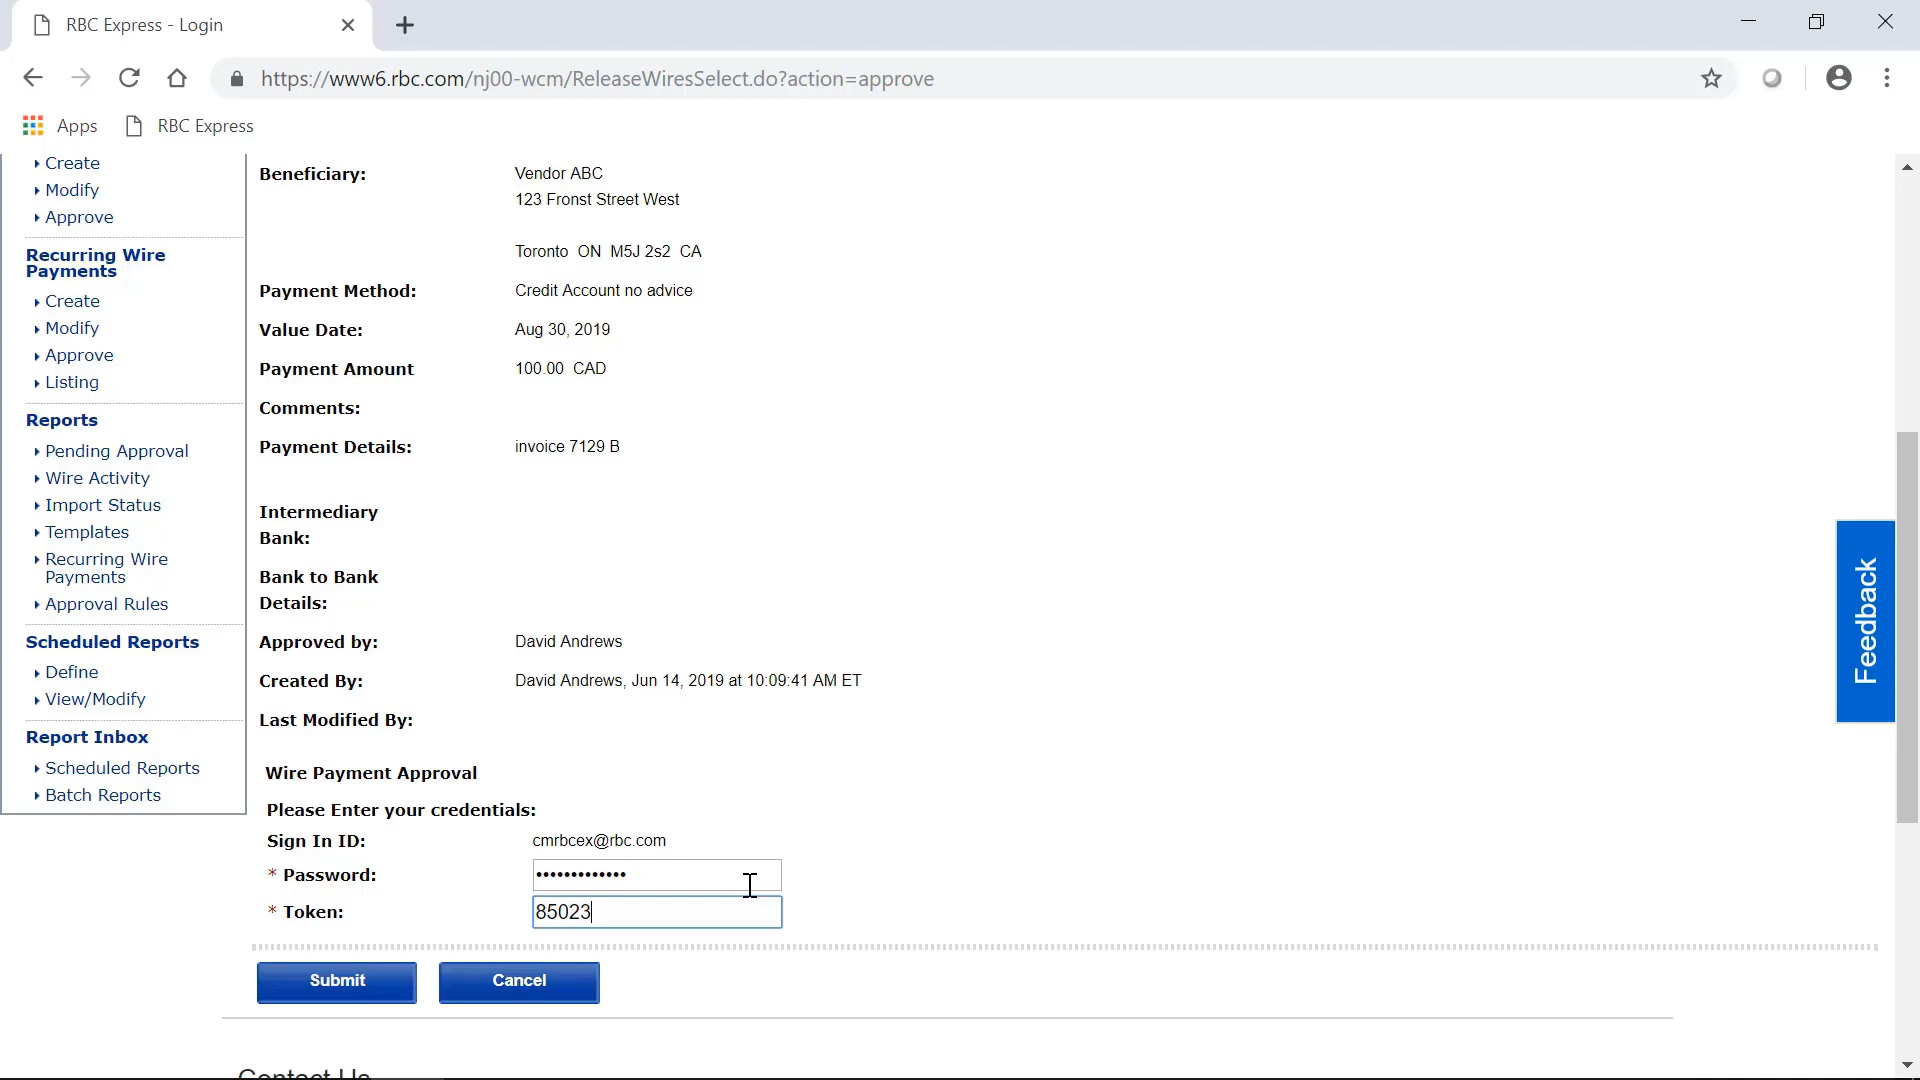 RBC Express - Login
https://www6.rbc.com/nj00-wcm/ReleaseWiresSelect.do?action=approve
Apps RBC Express
Create
Modify
Approve
Recurring Wire
Payments
Create
Modify
Approve
Listing
Reports
Pending Approval
Wire Activity
Import Status
Templates
Recurring Wire
Payments
Approval Rules
Scheduled Reports
Define
View/Modify
Report Inbox
Scheduled Reports
Batch Reports
Beneficiary: Vendor ABC
123 Fronst Street West
Toronto ON M5J 2s2 CA
Payment Method: Credit Account no advice
Value Date: Aug 30, 2019
Payment Amount 100.00 CAD
Comments:
Payment Details: invoice 7129 B
Intermediary
Bank:
Bank to Bank
Details:
Approved by: David Andrews
Created By: David Andrews, Jun 14, 2019 at 10:09:41 AM ET
Last Modified By:
Wire Payment Approval
Please Enter your credentials:
Sign In ID: cmrbcex@rbc.com
* Password: •••••••••••••
* Token: 85023
Submit Cancel
Feedback
Contact Us